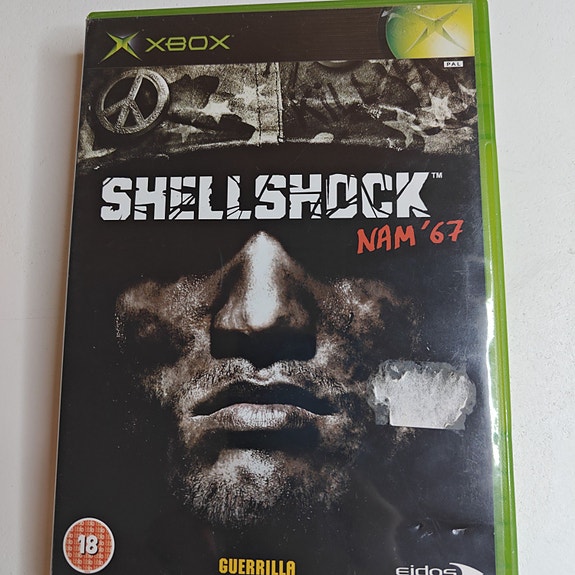 XBOX
PAL
SHELLSHOCK™
NAM '67
18
GUERRILLA
eidos